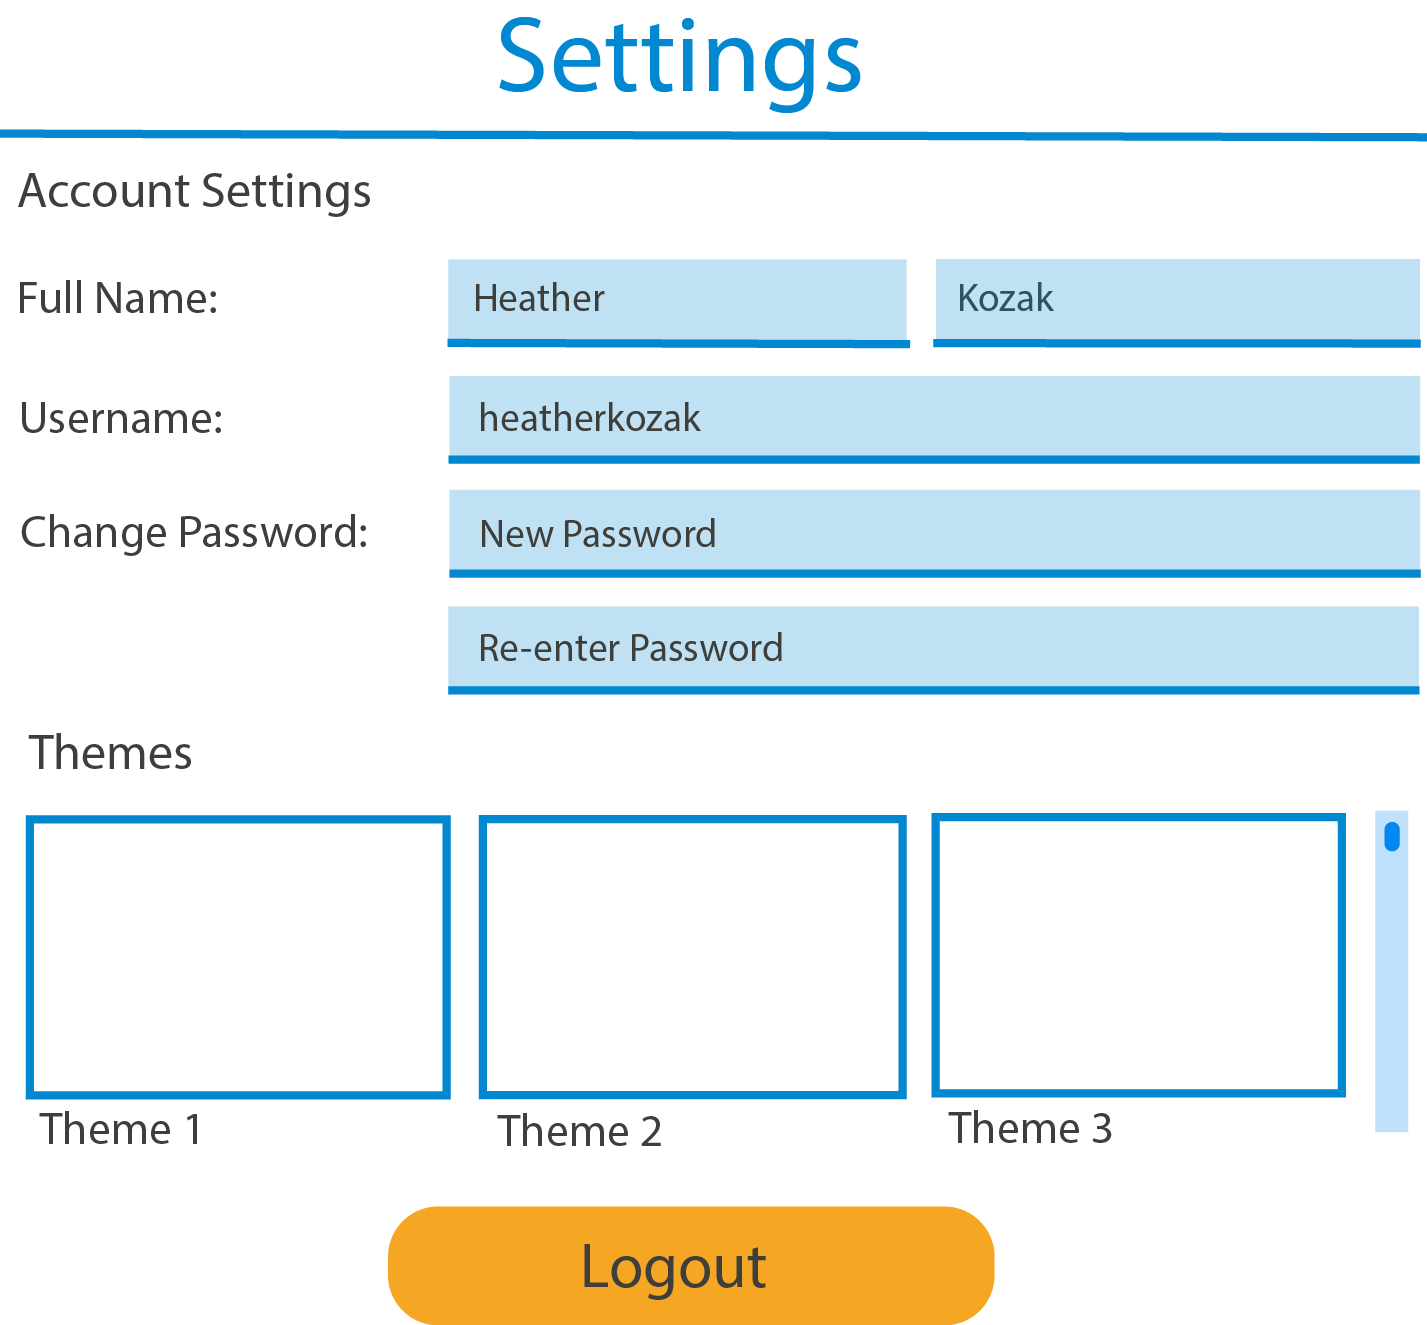 Settings
Account Settings
Full Name: Heather Kozak
Username: heatherkozak
Change Password: New Password
Re-enter Password
Themes
Theme 1 Theme 2 Theme 3
Logout